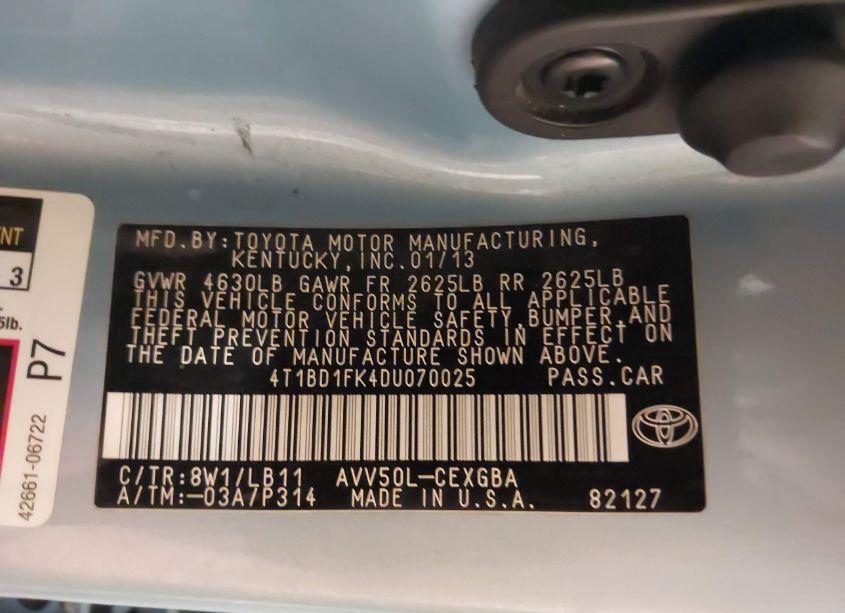 MFD. BY: TOYOTA MOTOR MANUFACTURING,
KENTUCKY, INC. 01/13
GVWR 4630LB GAWR FR 2625LB RR 2625LB
THIS VEHICLE CONFORMS TO ALL APPLICABLE
FEDERAL MOTOR VEHICLE SAFETY, BUMPER, AND
THEFT PREVENTION STANDARDS IN EFFECT ON
THE DATE OF MANUFACTURE SHOWN ABOVE.
4T1BD1FK4DU070025 PASS. CAR
C/TR: 8W1/LB11 AVV50L-CEXGBA
A/TM:-03A/P314 MADE IN U.S.A. 82127
3
P7
42661-06722